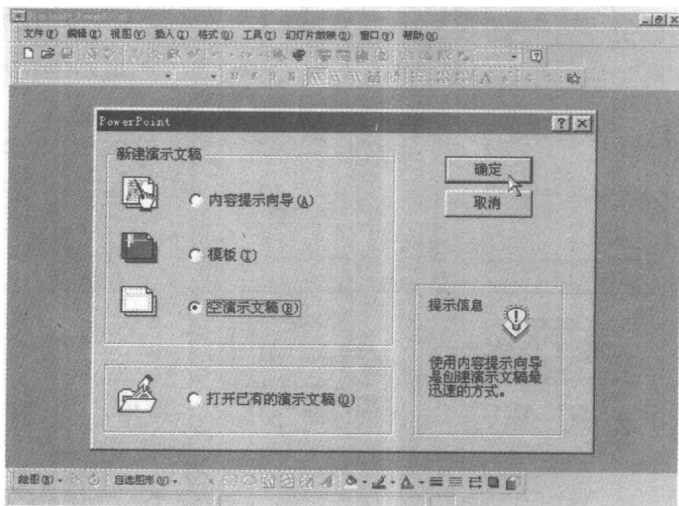 Microsoft PowerPoint
文件(F) 编辑(E) 视图(V) 插入(I) 格式(O) 工具(T) 幻灯片放映(D) 窗口(W) 帮助(H)
PowerPoint
新建演示文稿
内容提示向导(A)
模板(T)
空演示文稿(B)
打开已有的演示文稿(O)
确定
取消
提示信息
使用内容提示向导
是创建演示文稿最
迅速的方式。
绘图(R) 自选图形(U)